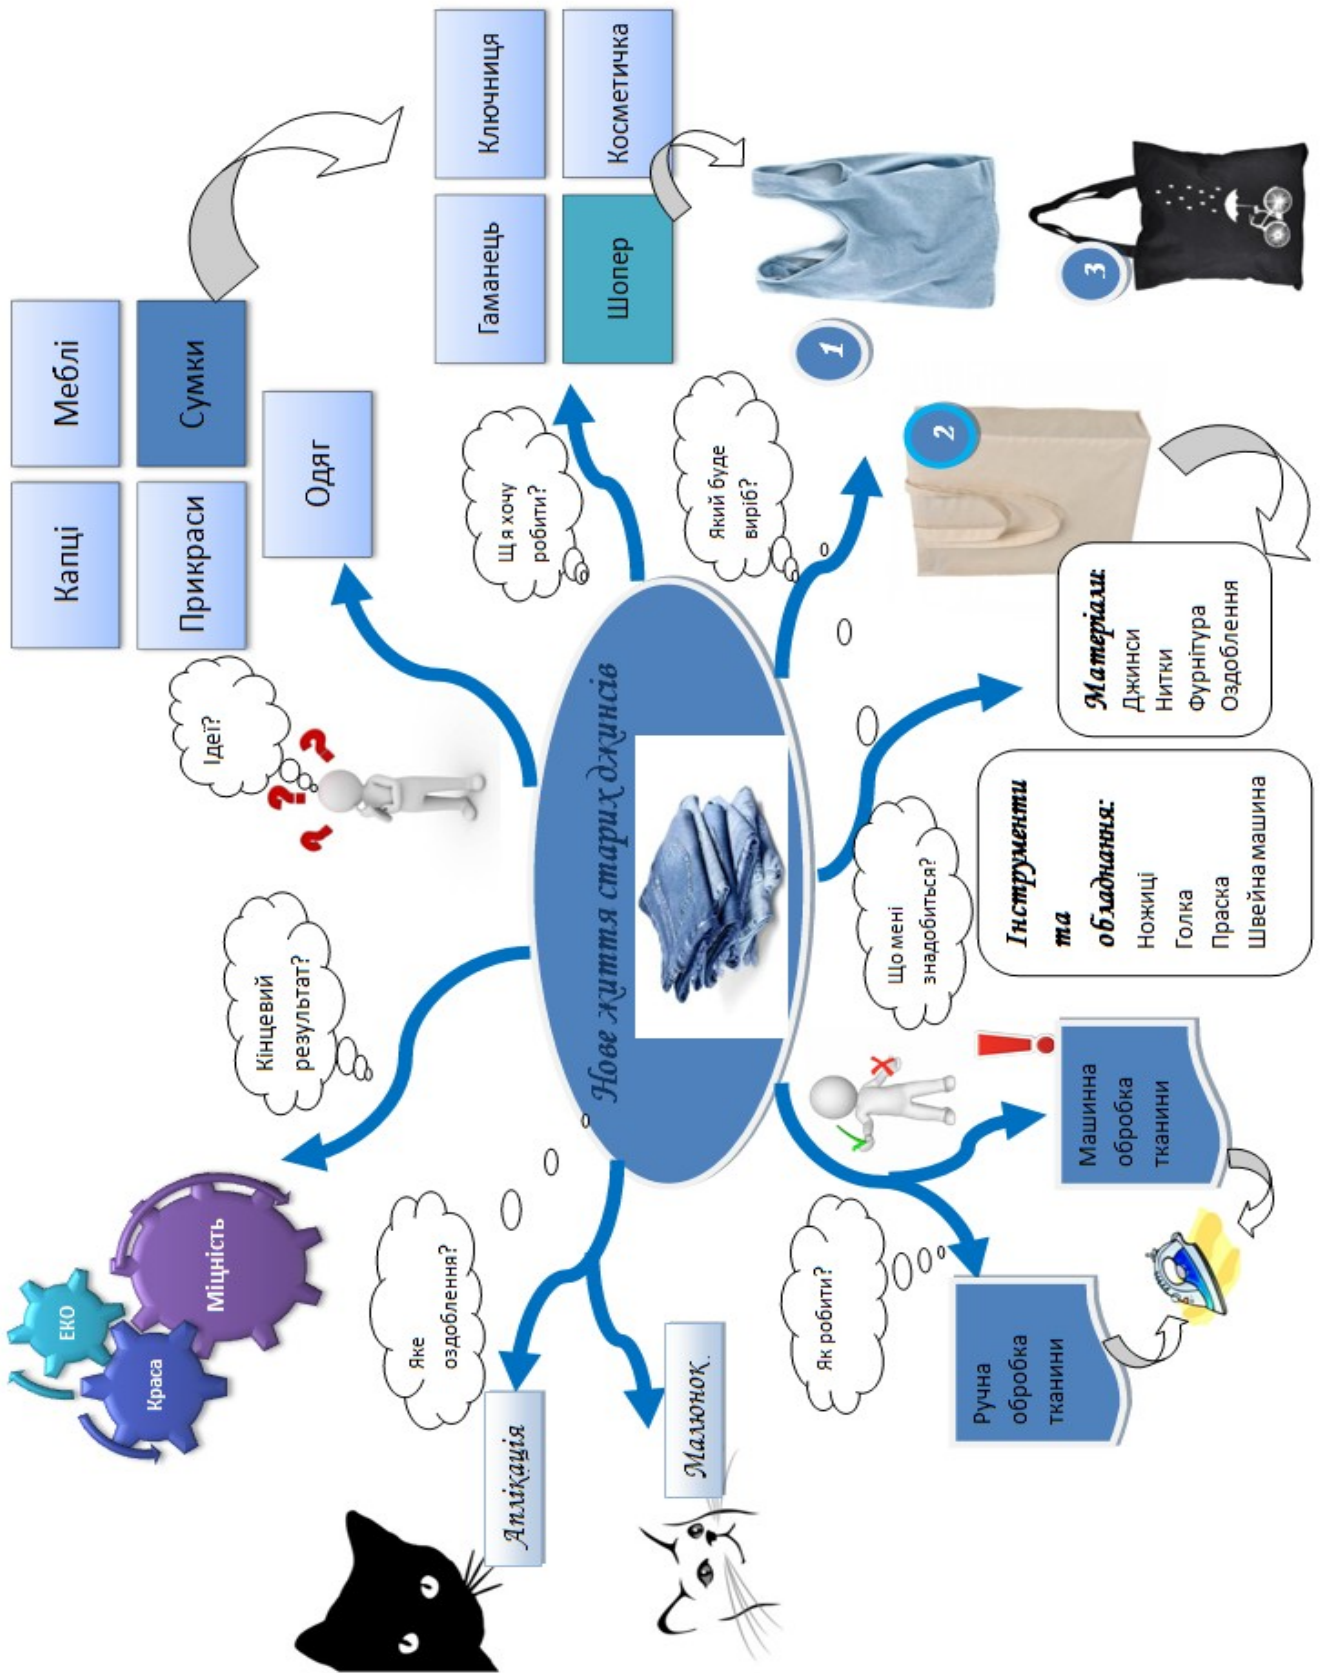 Нове життя старих джинсів
Ідеї?
Капці
Меблі
Прикраси
Сумки
Одяг
Щ я хочу
робити?
Гаманець
Ключниця
Шопер
Косметичка
Який буде
виріб?
1
2
3
Що мені
знадобиться?
Інструменти
та
обладнання:
Ножиці
Голка
Праска
Швейна машина
Матеріали:
Джинси
Нитки
Фурнітура
Оздоблення
Як робити?
Ручна
обробка
тканини
Машинна
обробка
тканини
Яке
оздоблення?
Аплікація
Малюнок.
Кінцевий
результат?
ЕКО
Краса
Міцність